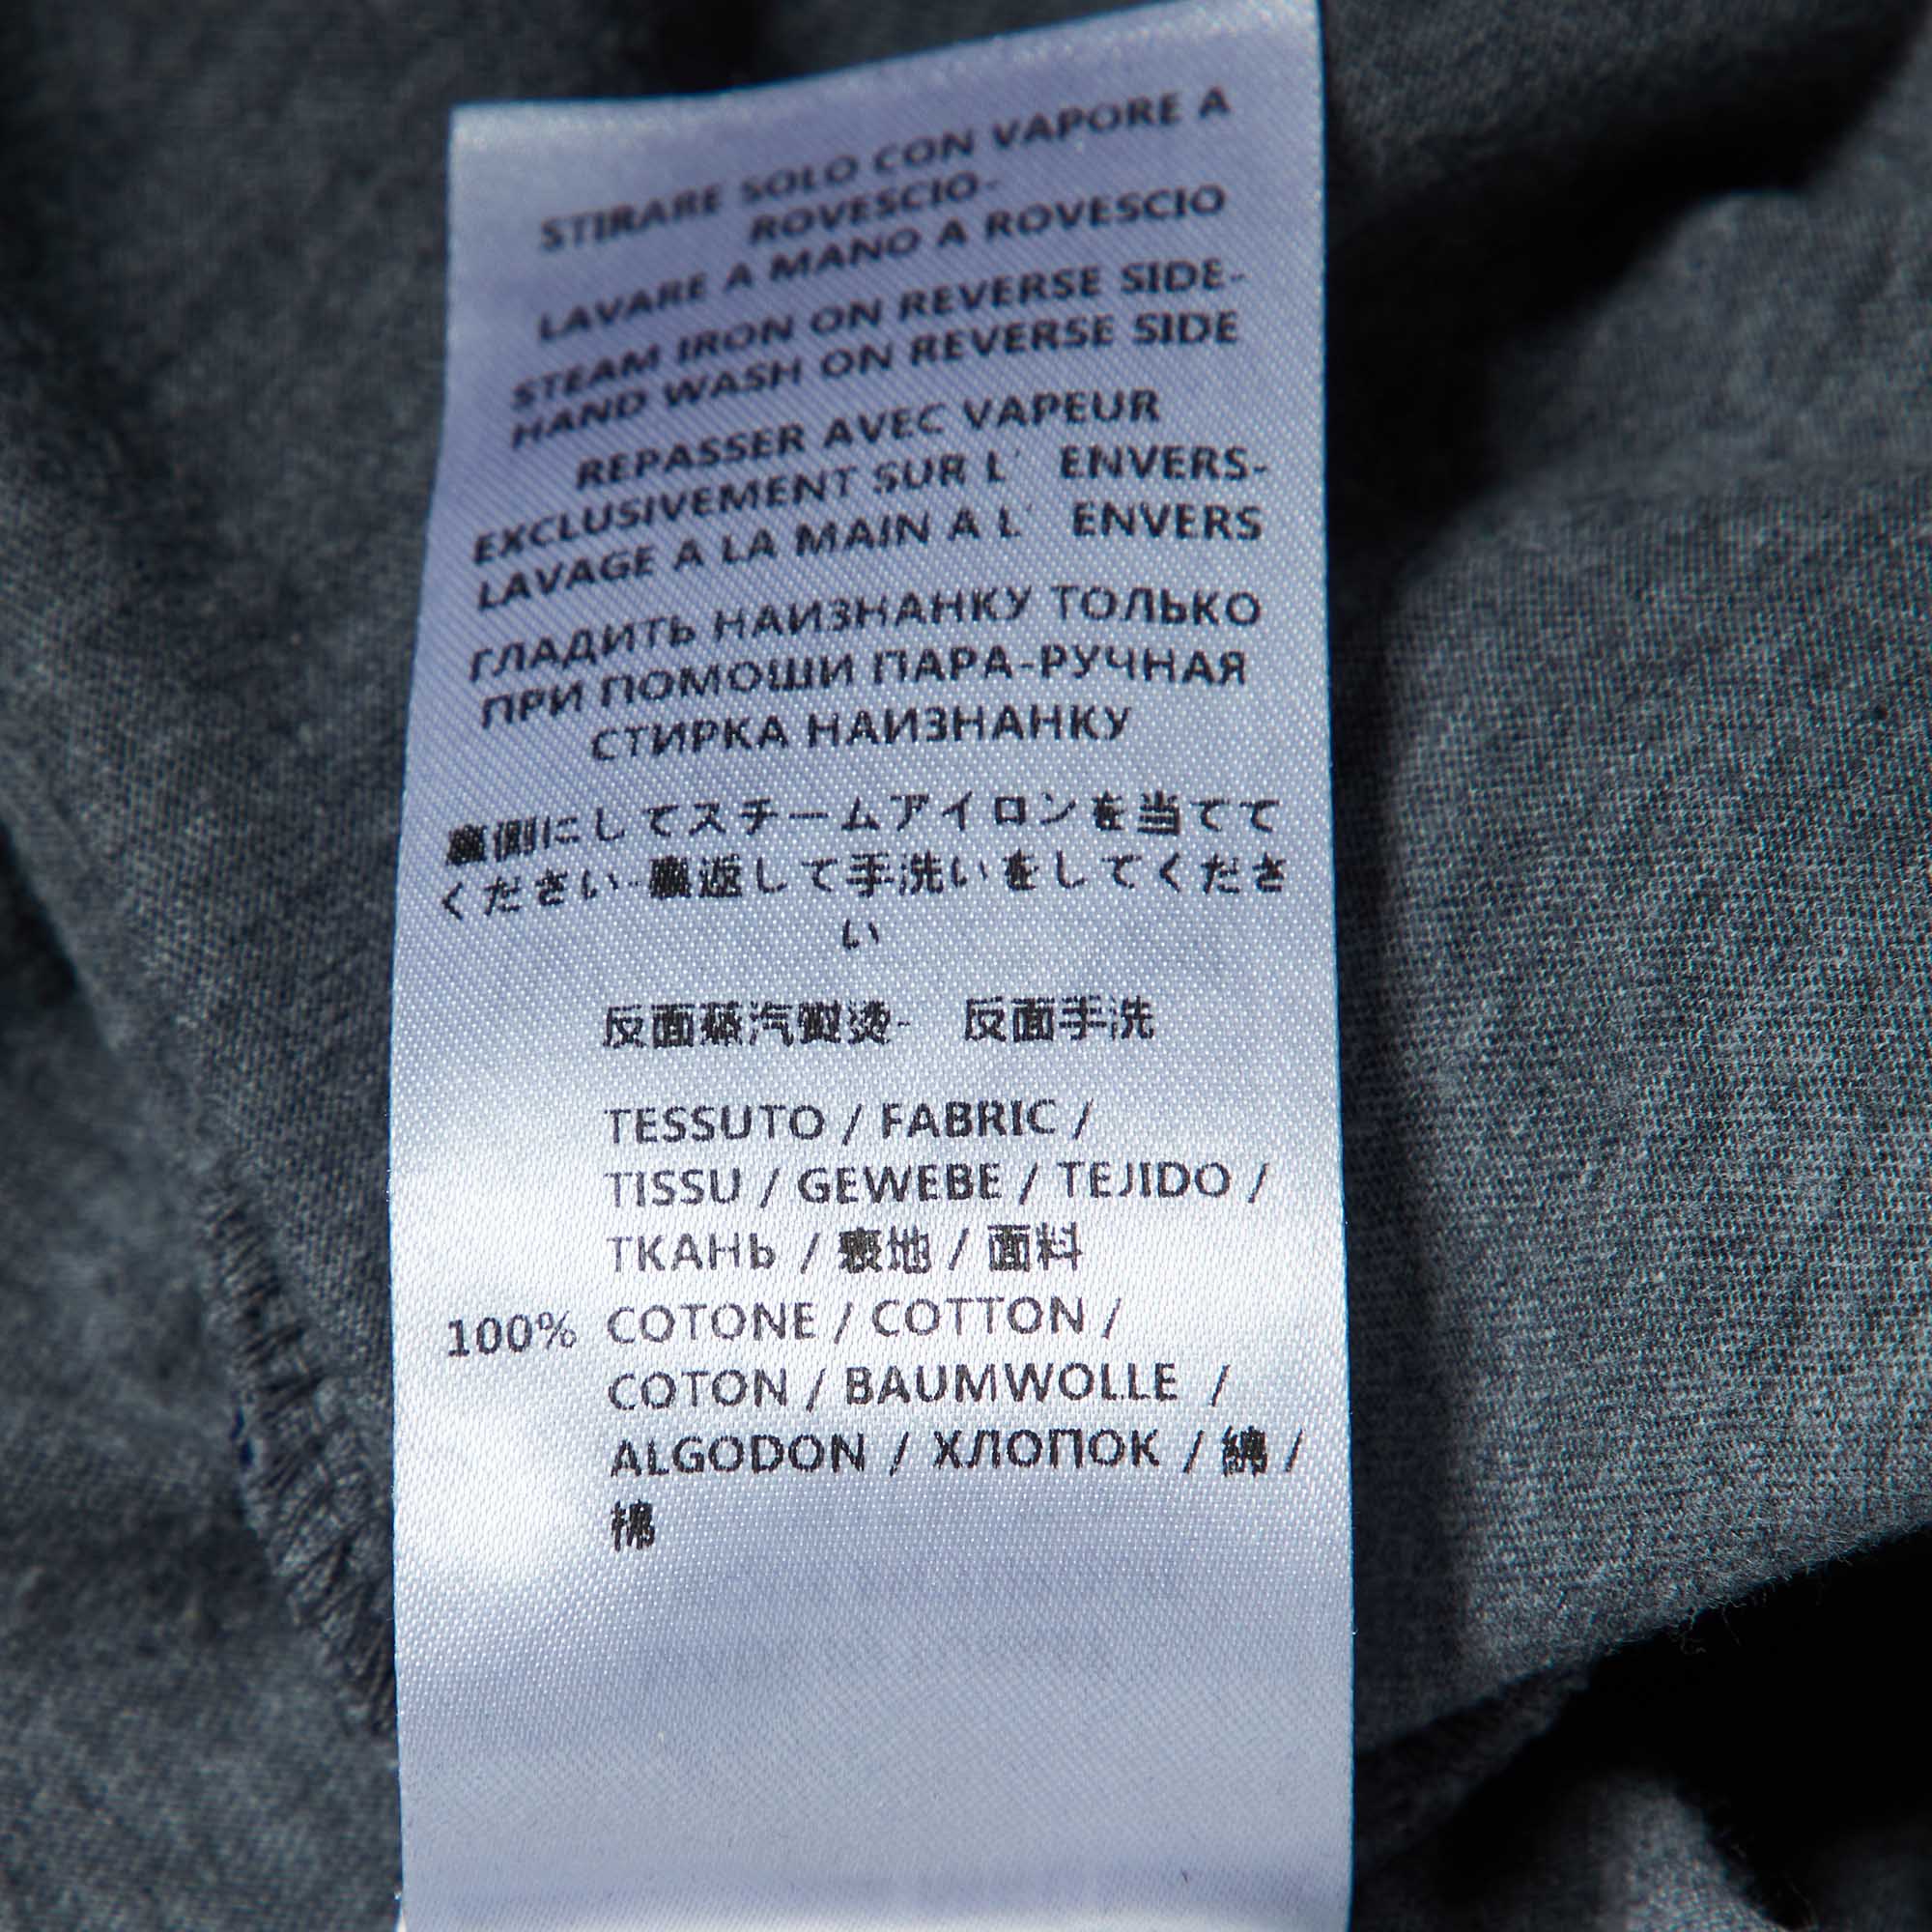 STIRARE SOLO CON VAPORE A
ROVESCIO-
LAVARE A MANO A ROVESCIO
STEAM IRON ON REVERSE SIDE-
HAND WASH ON REVERSE SIDE
REPASSER AVEC VAPEUR
EXCLUSIVEMENT SUR L' ENVERS-
LAVAGE A LA MAIN A L' ENVERS
ГЛАДИТЬ НАИЗНАНКУ ТОЛЬКО
ПРИ ПОМОШИ ПАРА-РУЧНАЯ
СТИРКА НАИЗНАНКУ
裏側にしてスチームアイロンを当てて
ください-裏返して手洗いをしてくださ
い
反面蒸汽熨烫- 反面手洗
TESSUTO / FABRIC /
TISSU / GEWEBE / TEJIDO /
ТКАНЬ / 表地 / 面料
100% COTONE / COTTON /
COTON / BAUMWOLLE /
ALGODON / ХЛОПОК / 綿 /
棉